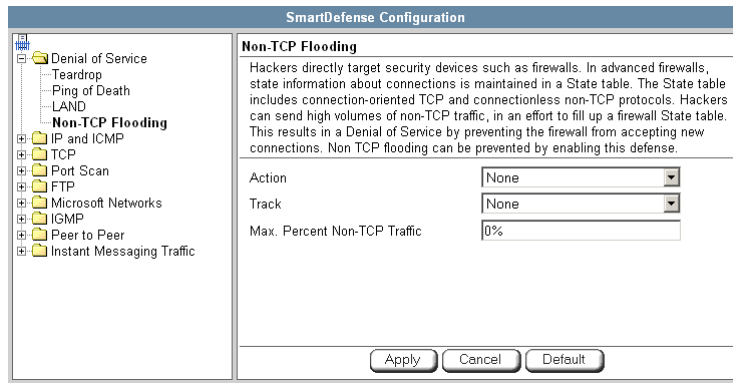 SmartDefense Configuration
Denial of Service
Teardrop
Ping of Death
LAND
Non-TCP Flooding
IP and ICMP
TCP
Port Scan
FTP
Microsoft Networks
IGMP
Peer to Peer
Instant Messaging Traffic
Non-TCP Flooding
Hackers directly target security devices such as firewalls. In advanced firewalls,
state information about connections is maintained in a State table. The State table
includes connection-oriented TCP and connectionless non-TCP protocols. Hackers
can send high volumes of non-TCP traffic, in an effort to fill up a firewall State table.
This results in a Denial of Service by preventing the firewall from accepting new
connections. Non TCP flooding can be prevented by enabling this defense.
Action None
Track None
Max. Percent Non-TCP Traffic 0%
Apply Cancel Default